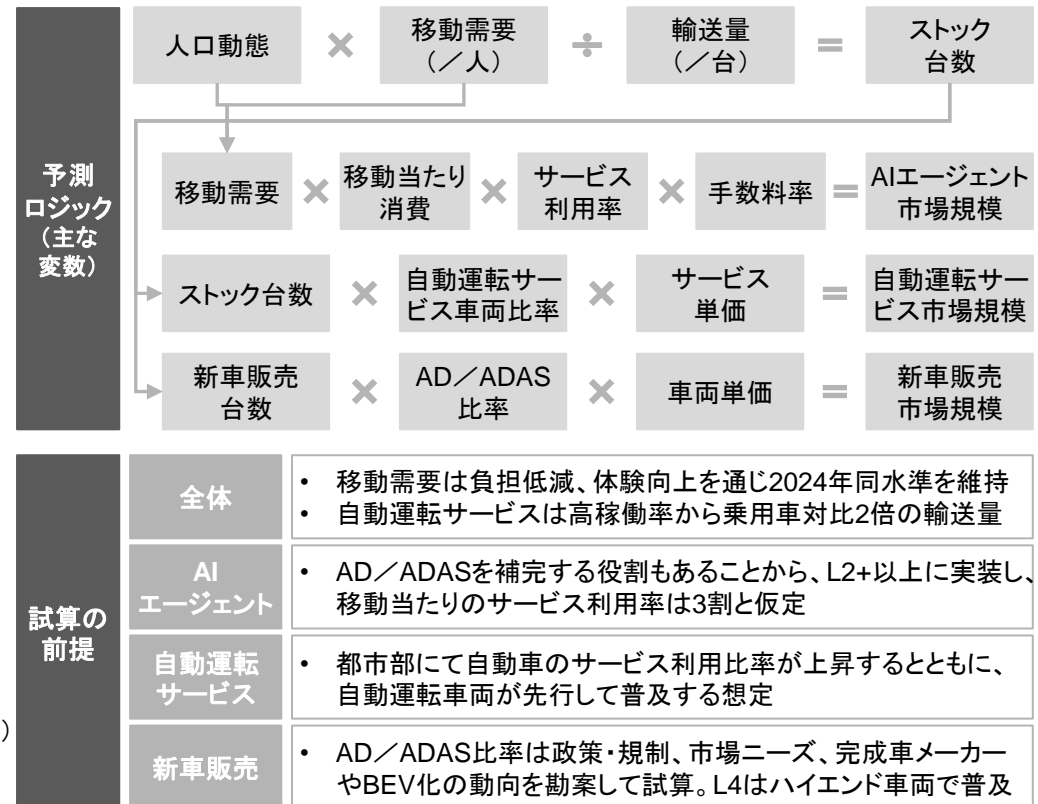 人口動態 × 移動需要 ÷ 輸送量 = ストック
(／人) (／台) 台数
予測
ロジック
(主な
変数)
移動需要 × 移動当たり × サービス × 手数料率 = AIエージェント
消費 利用率 市場規模
ストック台数 × 自動運転サー × サービス = 自動運転サー
ビス車両比率 単価 ビス市場規模
新車販売 × AD／ADAS × 車両単価 = 新車販売
台数 比率 市場規模
試算の
前提
全体
• 移動需要は負担低減、体験向上を通じ2024年同水準を維持
• 自動運転サービスは高稼働率から乗用車対比2倍の輸送量
AI
エージェント
• AD／ADASを補完する役割もあることから、L2+以上に実装し、
移動当たりのサービス利用率は3割と仮定
自動運転
サービス
• 都市部にて自動車のサービス利用比率が上昇するとともに、
自動運転車両が先行して普及する想定
)
新車販売
• AD／ADAS比率は政策・規制、市場ニーズ、完成車メーカー
やBEV化の動向を勘案して試算。L4はハイエンド車両で普及